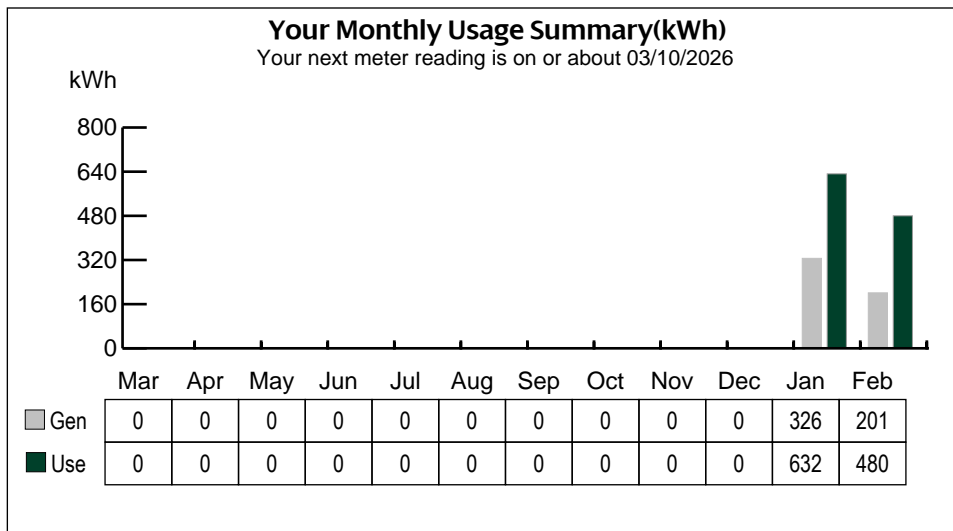 Your Monthly Usage Summary(kWh)
Your next meter reading is on or about 03/10/2026
kWh
800
640
480
320
160
0
Mar Apr May Jun Jul Aug Sep Oct Nov Dec Jan Feb
Gen 0 0 0 0 0 0 0 0 0 0 326 201
Use 0 0 0 0 0 0 0 0 0 0 632 480